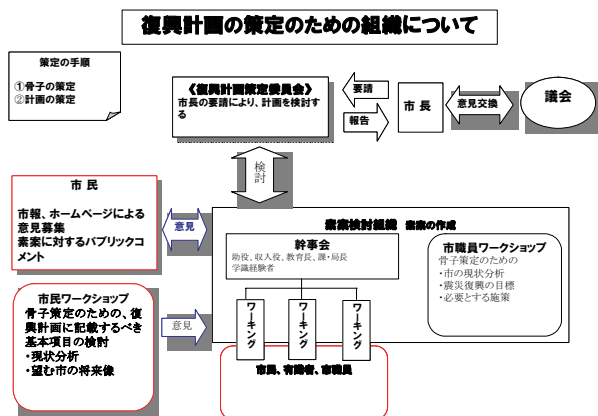 復興計画の策定のための組織について
策定の手順
①骨子の策定
②計画の策定
《復興計画策定委員会》
市長の要請により、計画を検討す
る
要請
報告
市 長
意見交換
議会
検討
市 民
市報、ホームページによる
意見募集
素案に対するパブリックコ
メント
意見
素案検討組織 素案の作成
幹事会
助役、収入役、教育長、課・局長
学識経験者
市職員ワークショップ
骨子策定のための
・市の現状分析
・震災復興の目標
・必要とする施策
市民ワークショップ
骨子策定のための、復
興計画に記載するべき
基本項目の検討
・現状分析
・望む市の将来像
意見
ワーキング
ワーキング
ワーキング
市民、有識者、市職員